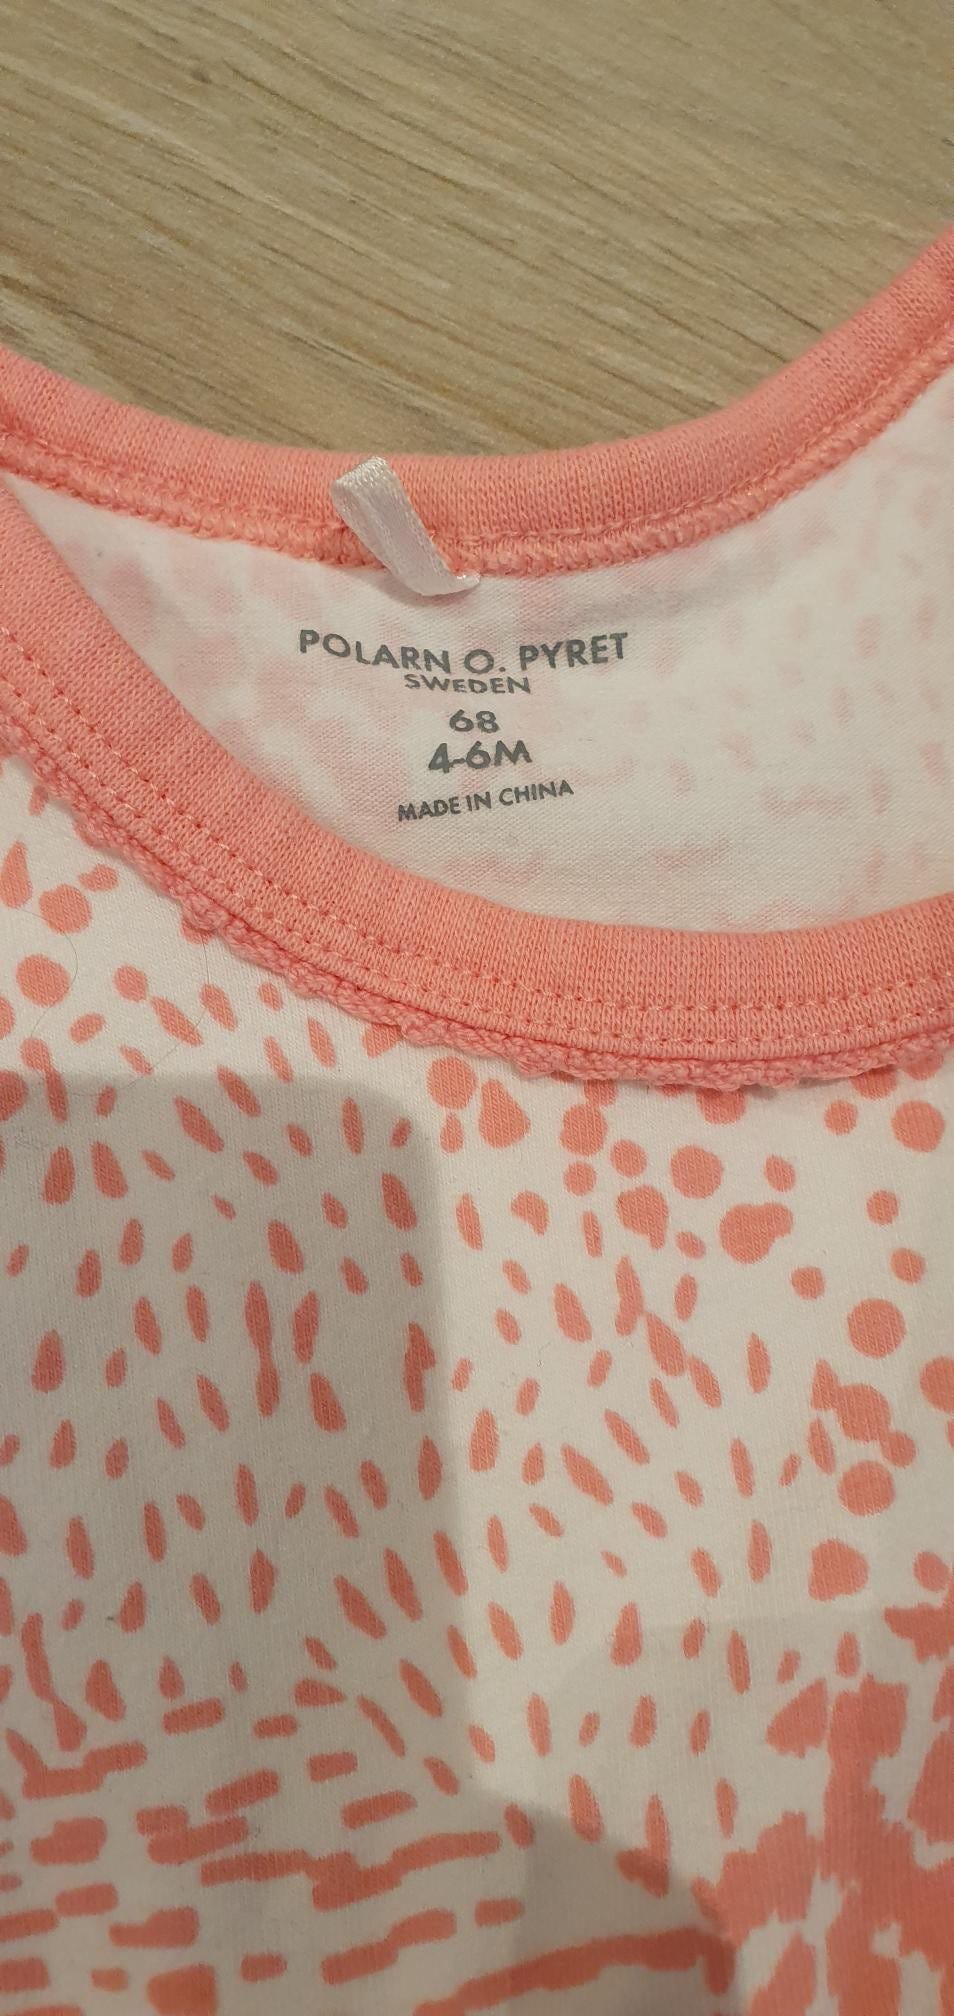 POLARN O. PYRET
SWEDEN
68
4-6M
MADE IN CHINA